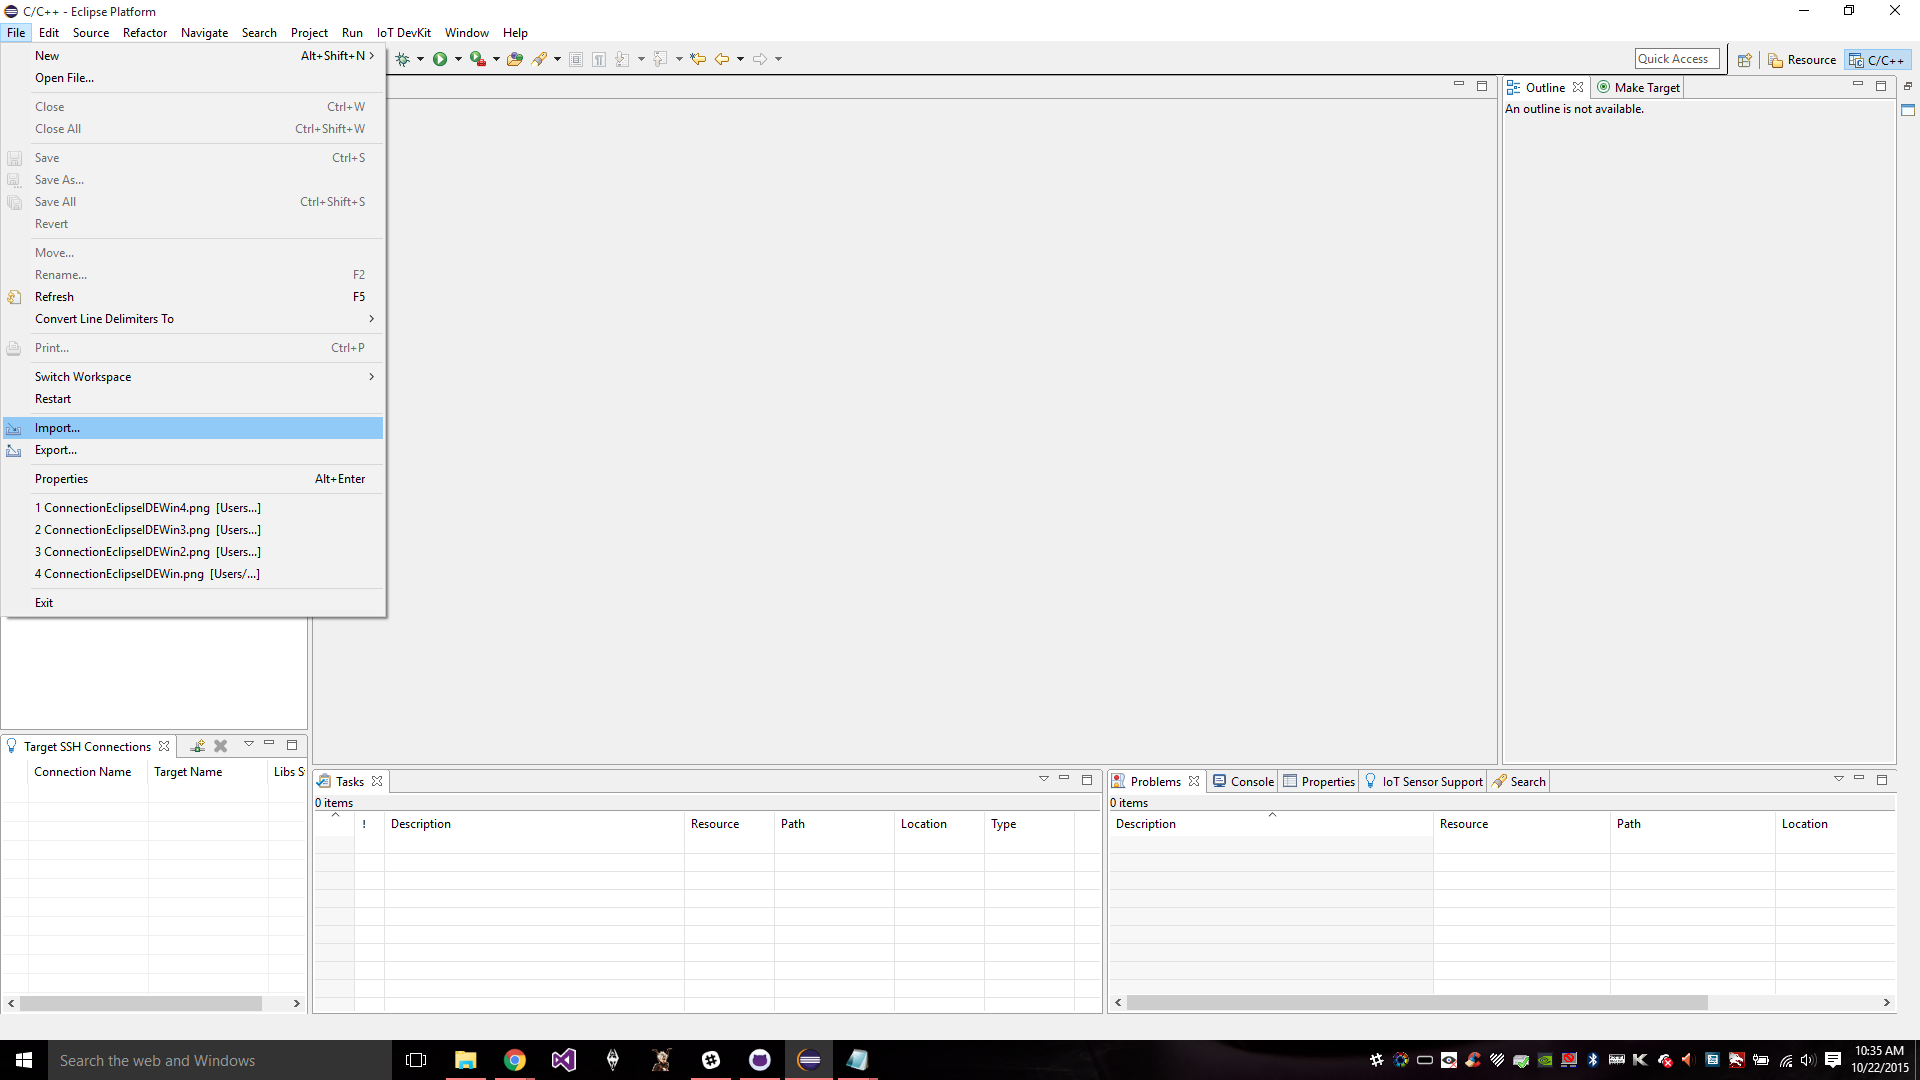 C/C++ - Eclipse Platform
File Edit Source Refactor Navigate Search Project Run IoT DevKit Window Help
New Alt+Shift+N
Open File...
Close Ctrl+W
Close All Ctrl+Shift+W
Save Ctrl+S
Save As...
Save All Ctrl+Shift+S
Revert
Move...
Rename... F2
Refresh F5
Convert Line Delimiters To
Print... Ctrl+P
Switch Workspace
Restart
Import...
Export...
Properties Alt+Enter
1 ConnectionEclipseIDEWin4.png [Users...]
2 ConnectionEclipseIDEWin3.png [Users...]
3 ConnectionEclipseIDEWin2.png [Users...]
4 ConnectionEclipseIDEWin.png [Users/...]
Exit
Quick Access
Resource
C/C++
Outline
Make Target
An outline is not available.
Target SSH Connections
Connection Name Target Name Libs S
Tasks
0 items
! Description Resource Path Location Type
Problems Console Properties IoT Sensor Support Search
0 items
Description Resource Path Location
Search the web and Windows
10:35 AM
10/22/2015